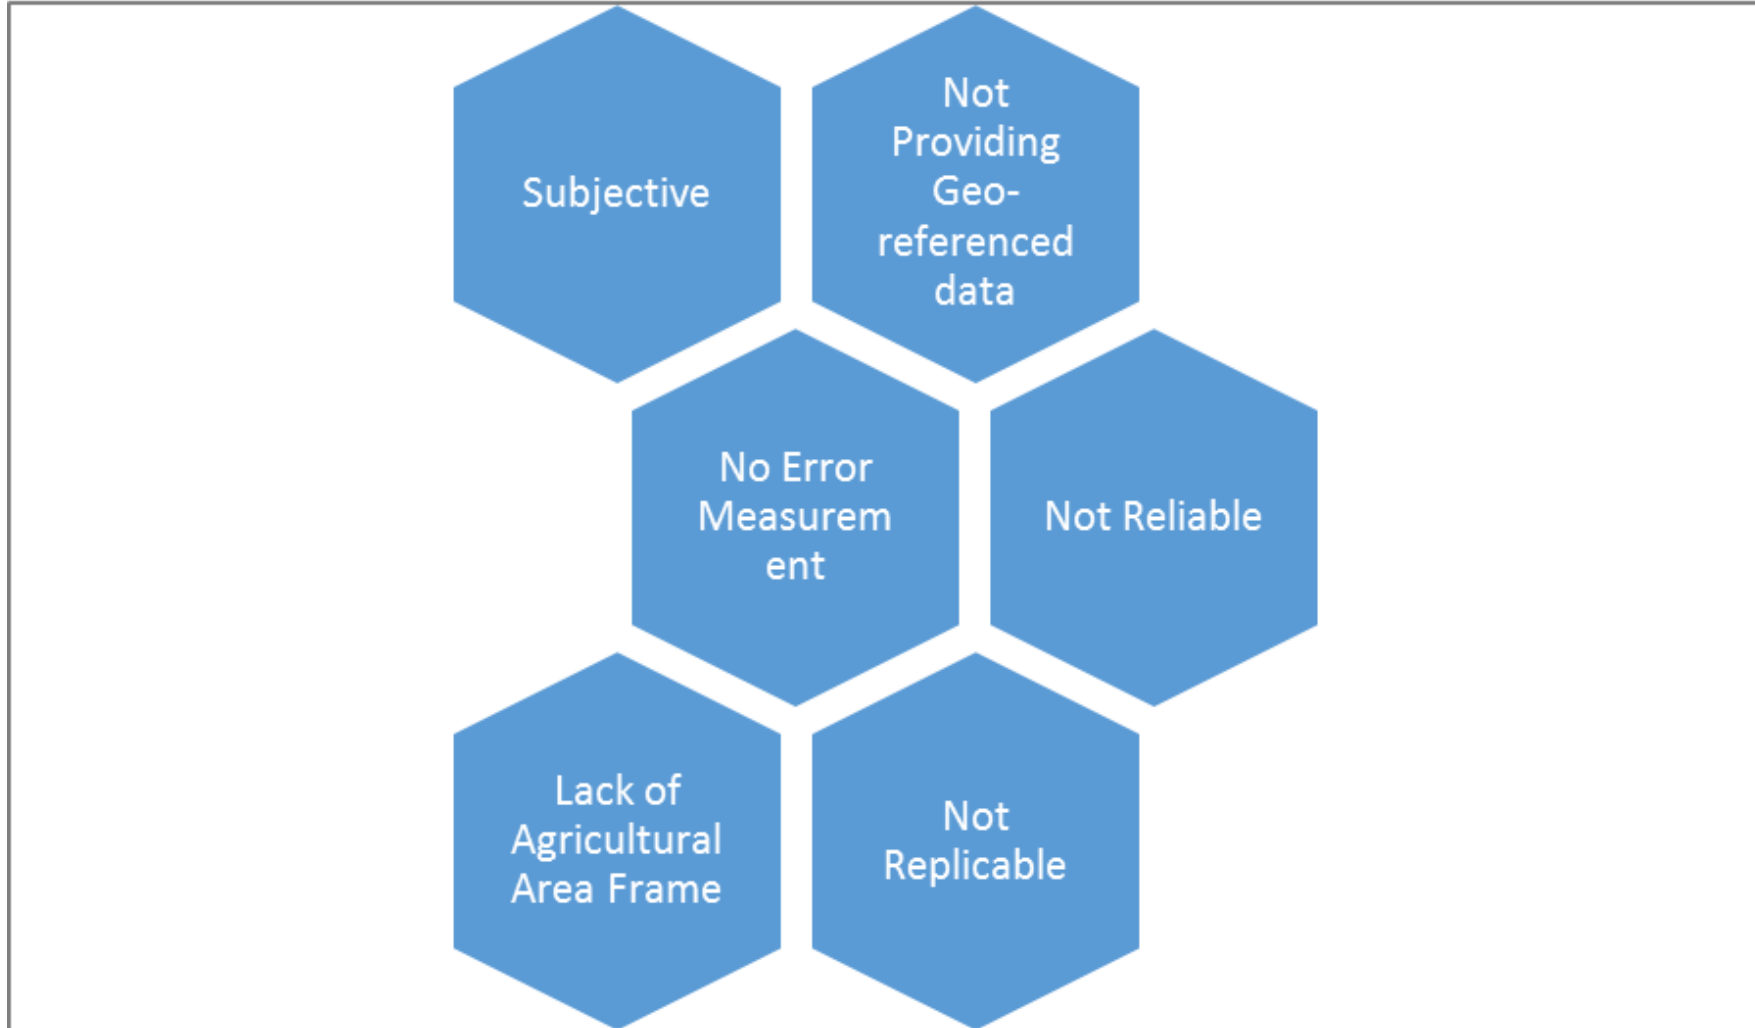 Subjective
Not
Providing
Geo-
referenced
data
No Error
Measurem
ent
Not Reliable
Lack of
Agricultural
Area Frame
Not
Replicable